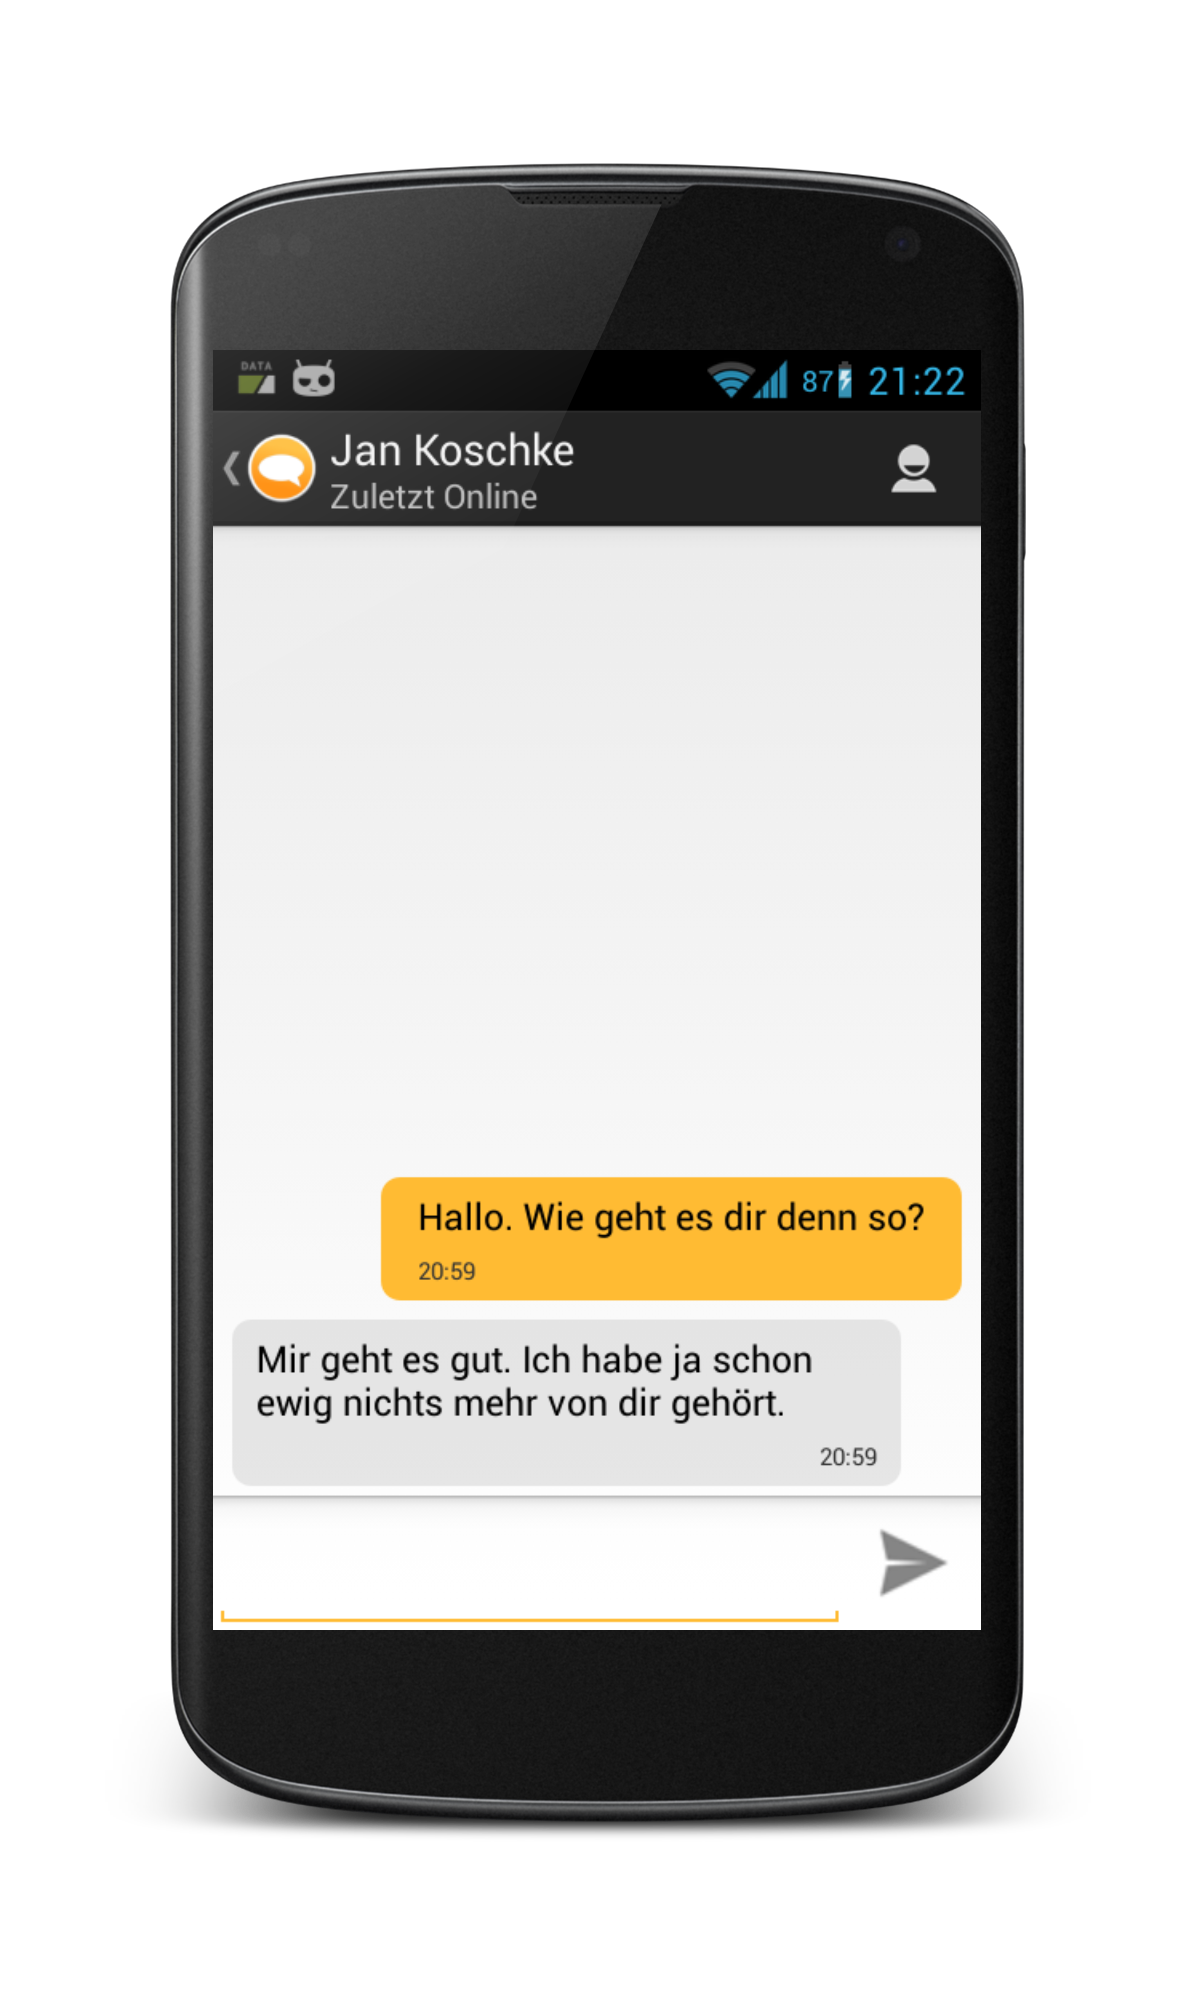 DATA
87 21:22
Jan Koschke
Zuletzt Online
Hallo. Wie geht es dir denn so?
20:59
Mir geht es gut. Ich habe ja schon
ewig nichts mehr von dir gehört.
20:59